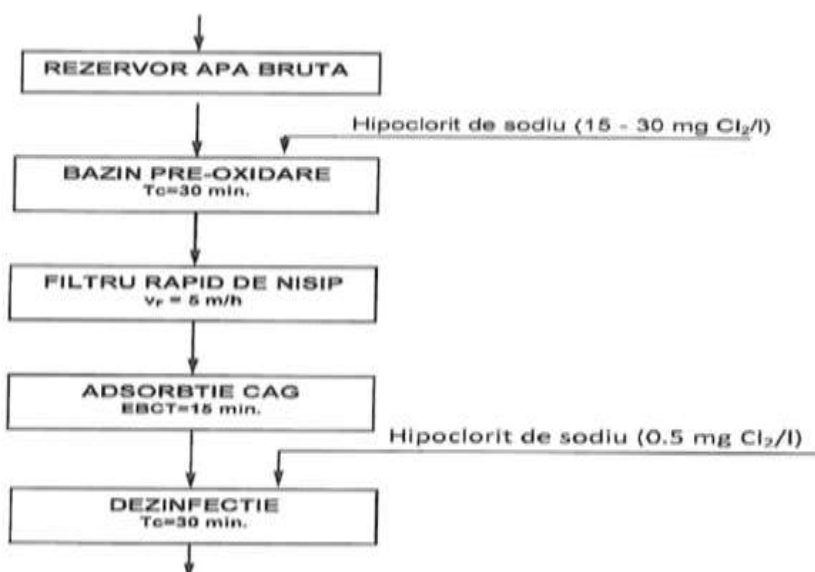 REZERVOR APA BRUTA
Hipoclorit de sodiu (15 - 30 mg Cl₂/l)
BAZIN PRE-OXIDARE
Tc=30 min.
FILTRU RAPID DE NISIP
vF = 5 m/h
ADSORBTIE CAG
EBCT=15 min.
Hipoclorit de sodiu (0.5 mg Cl₂/l)
DEZINFECTIE
Tc=30 min.